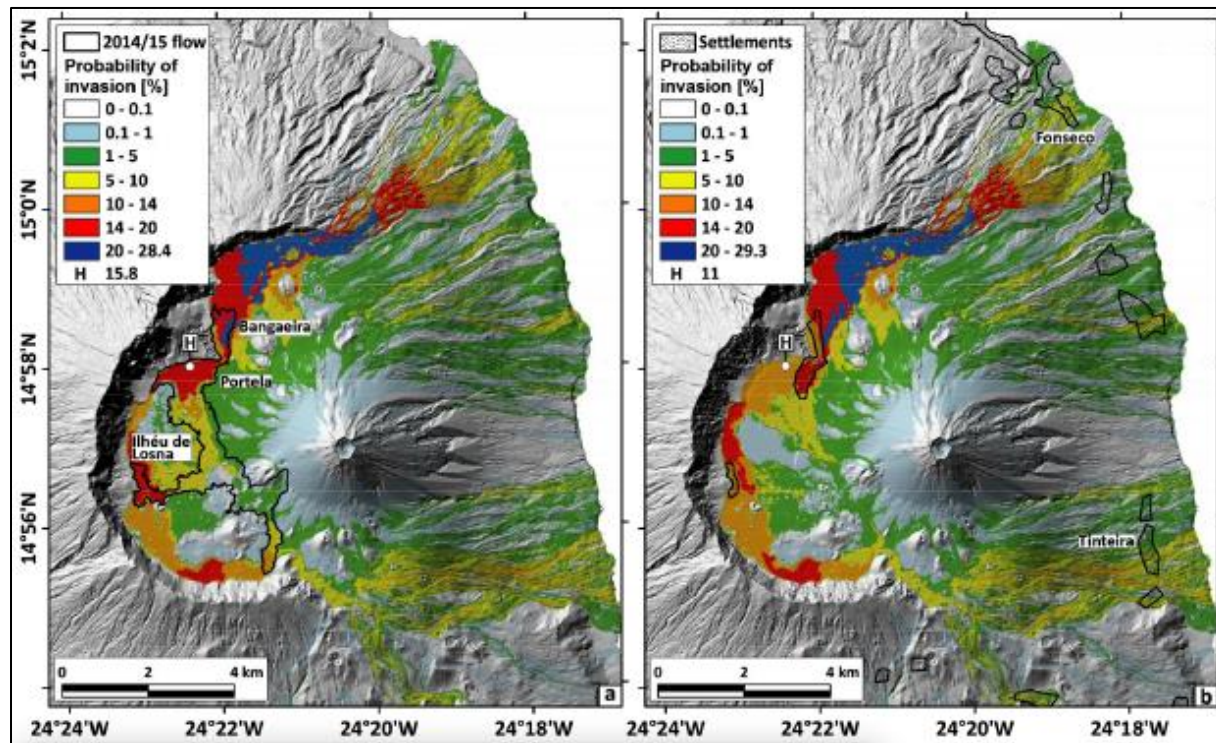 2014/15 flow
Probability of
invasion [%]
0 - 0.1
0.1 - 1
1 - 5
5 - 10
10 - 14
14 - 20
20 - 28.4
H 15.8
Bangaeira
H
Portela
Ilhéu de
Losna
0 2 4 km
a
Settlements
Probability of
invasion [%]
0 - 0.1
0.1 - 1
1 - 5
5 - 10
10 - 14
14 - 20
20 - 29.3
H 11
Fonseco
H
Tinteira
0 2 4 km
b
15°2'N
15°0'N
14°58'N
14°56'N
24°24'W 24°22'W 24°20'W 24°18'W 24°22'W 24°20'W 24°18'W